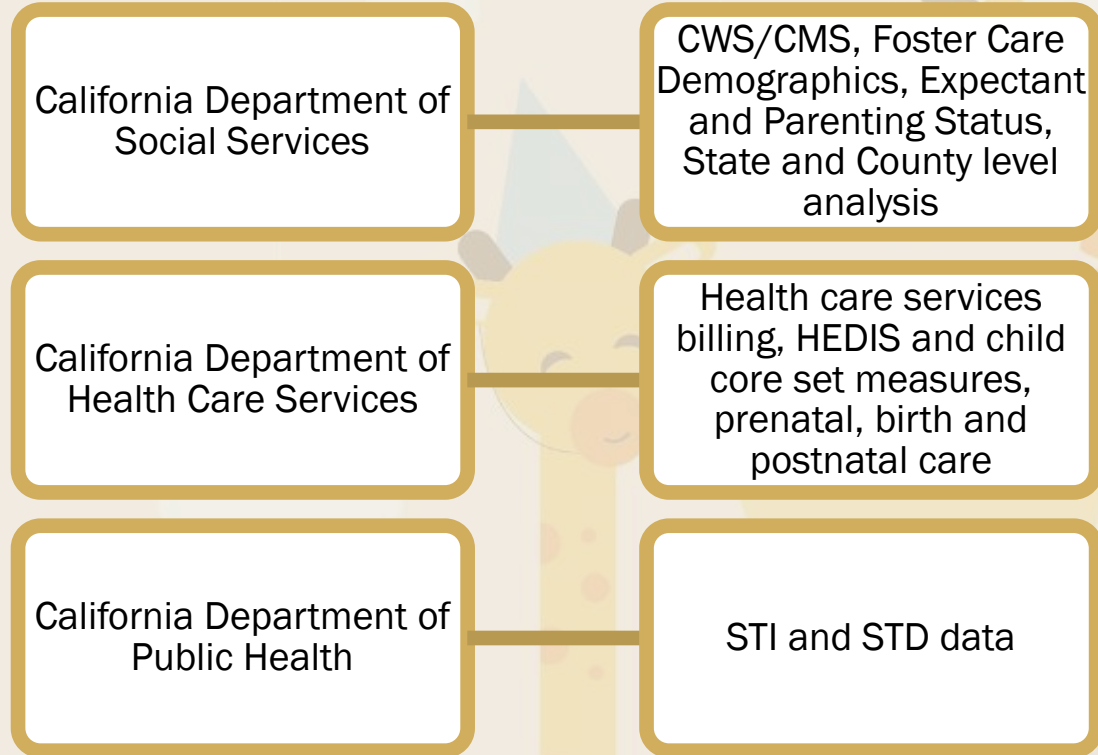 California Department of
Social Services
CWS/CMS, Foster Care
Demographics, Expectant
and Parenting Status,
State and County level
analysis
California Department of
Health Care Services
Health care services
billing, HEDIS and child
core set measures,
prenatal, birth and
postnatal care
California Department of
Public Health
STI and STD data